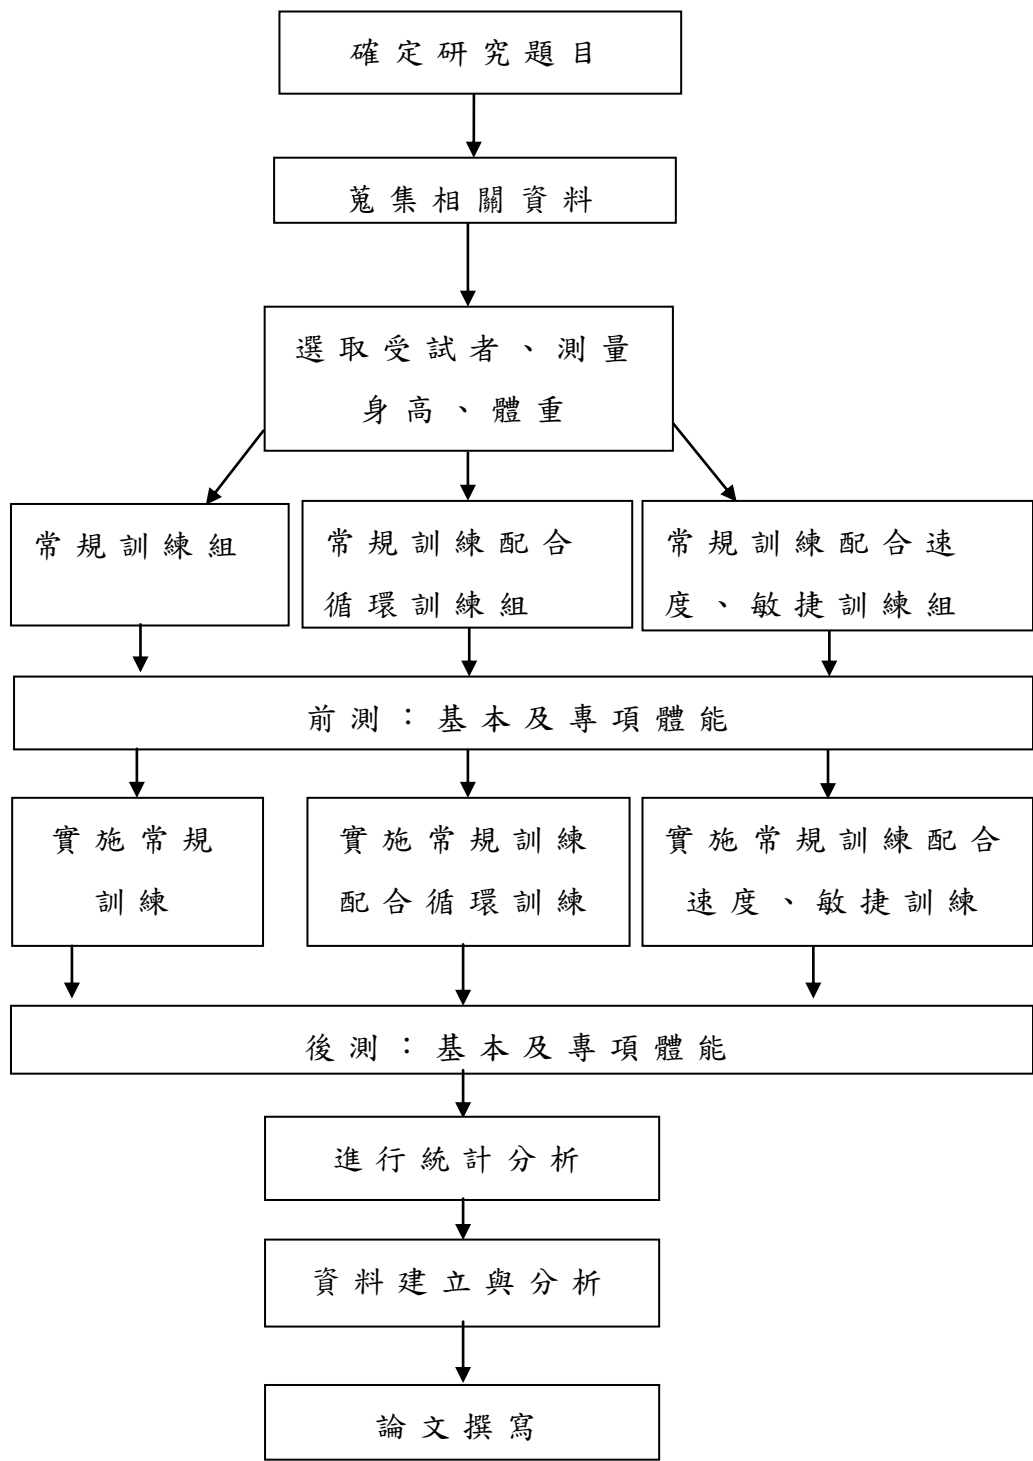 確定研究題目
蒐集相關資料
選取受試者、測量
身高、體重
常規訓練組
常規訓練配合
循環訓練組
常規訓練配合速
度、敏捷訓練組
前測：基本及專項體能
實施常規
訓練
實施常規訓練
配合循環訓練
實施常規訓練配合
速度、敏捷訓練
後測：基本及專項體能
進行統計分析
資料建立與分析
論文撰寫